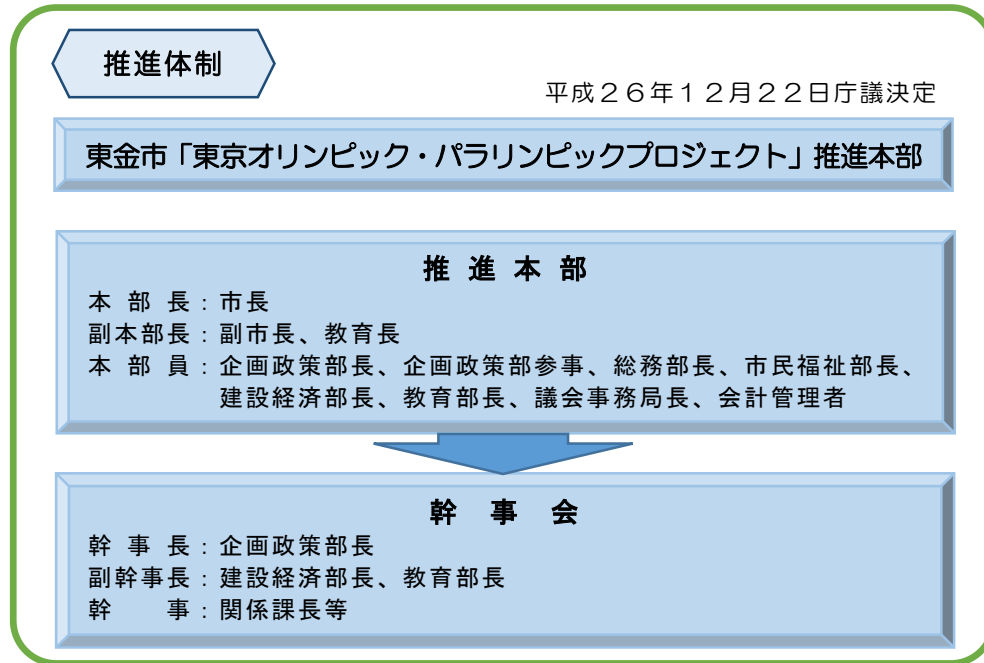 推進体制
平成２６年１２月２２日庁議決定
東金市「東京オリンピック・パラリンピックプロジェクト」推進本部
推 進 本 部
本 部 長：市長
副本部長：副市長、教育長
本 部 員：企画政策部長、企画政策部参事、総務部長、市民福祉部長、
建設経済部長、教育部長、議会事務局長、会計管理者
幹 事 会
幹 事 長：企画政策部長
副幹事長：建設経済部長、教育部長
幹 事：関係課長等